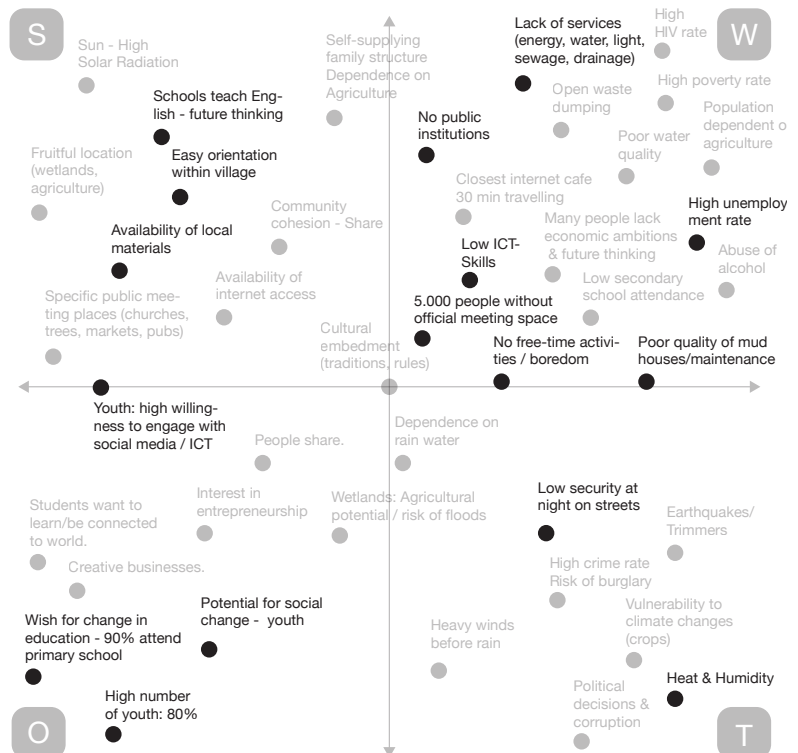 S
W
Sun - High
Solar Radiation
Self-supplying
family structure
Dependence on
Agriculture
Lack of services
(energy, water, light,
sewage, drainage)
High
HIV rate
Schools teach Eng-
lish - future thinking
No public
institutions
Open waste
dumping
High poverty rate
Population
dependent o
agriculture
Fruitful location
(wetlands,
agriculture)
Easy orientation
within village
Poor water
quality
Closest internet cafe
30 min travelling
Availability of local
materials
Community
cohesion - Share
Low ICT-
Skills
Many people lack
economic ambitions
& future thinking
High unemploy
ment rate
Abuse of
alcohol
Specific public mee-
ting places (churches,
trees, markets, pubs)
Availability of
internet access
5.000 people without
official meeting space
Low secondary
school attendance
Cultural
embedment
(traditions, rules)
No free-time activi-
ties / boredom
Poor quality of mud
houses/maintenance
Youth: high willing-
ness to engage with
social media / ICT
People share.
Dependence on
rain water
Students want to
learn/be connected
to world.
Interest in
entrepreneurship
Wetlands: Agricultural
potential / risk of floods
Low security at
night on streets
Earthquakes/
Trimmers
Creative businesses.
High crime rate
Risk of burglary
Wish for change in
education - 90% attend
primary school
Potential for social
change - youth
Heavy winds
before rain
Vulnerability to
climate changes
(crops)
High number
of youth: 80%
Political
decisions &
corruption
Heat & Humidity
O
T